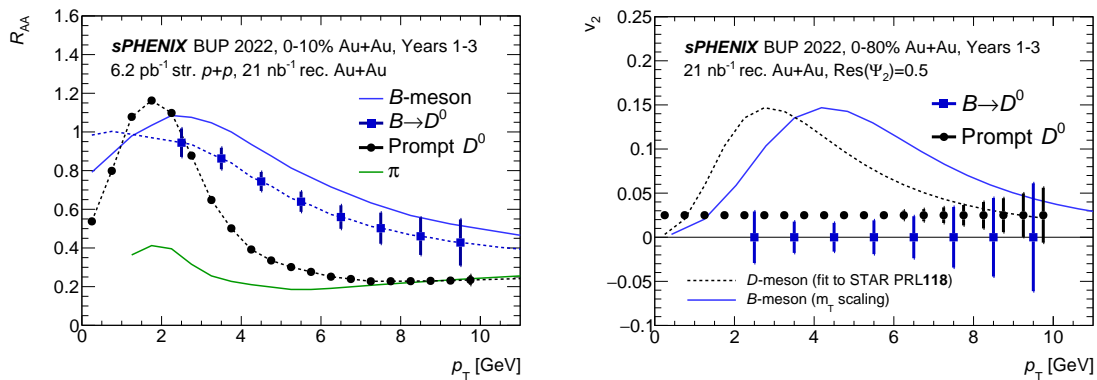 R_AA
1.6
1.4
1.2
1
0.8
0.6
0.4
0.2
0
sPHENIX BUP 2022, 0-10% Au+Au, Years 1-3
6.2 pb⁻¹ str. p+p, 21 nb⁻¹ rec. Au+Au
B-meson
B→D⁰
Prompt D⁰
π
0 2 4 6 8 10
p_T [GeV]
v₂
0.25
0.2
0.15
0.1
0.05
0
−0.05
−0.1
sPHENIX BUP 2022, 0-80% Au+Au, Years 1-3
21 nb⁻¹ rec. Au+Au, Res(Ψ₂)=0.5
B→D⁰
Prompt D⁰
D-meson (fit to STAR PRL118)
B-meson (m_T scaling)
0 2 4 6 8 10
p_T [GeV]